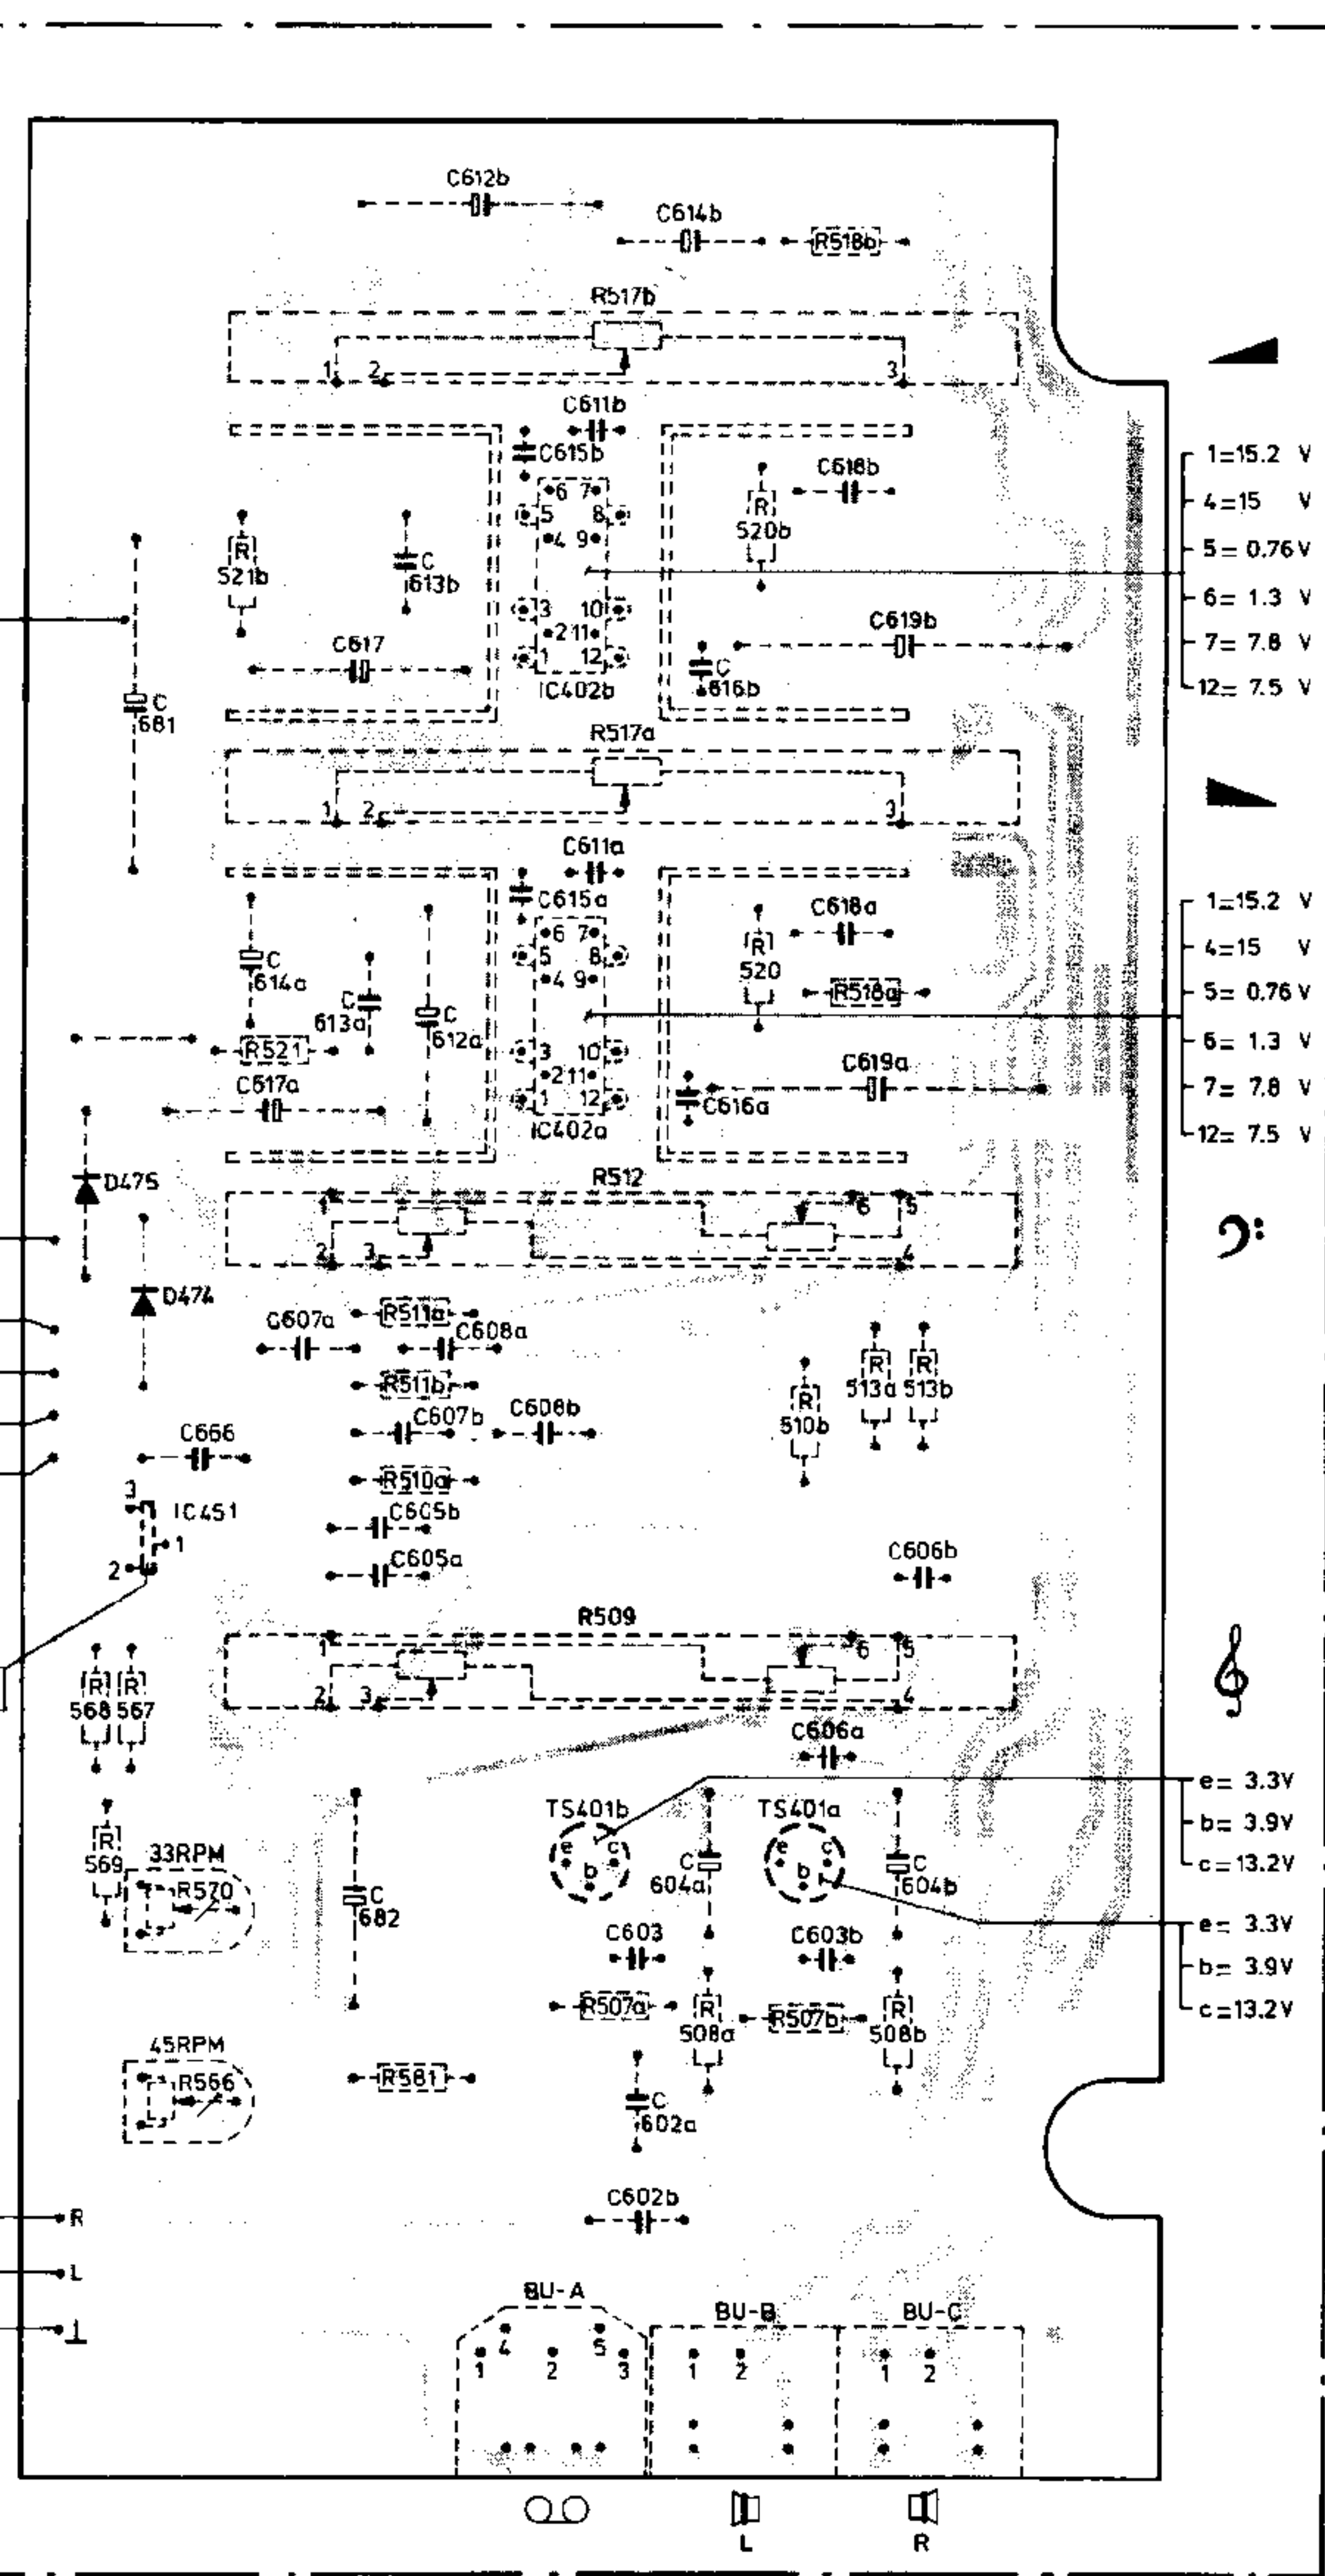 C612b
C614b
R518b
R517b
1 2 3
C611b
C615b
C618b
6 7
5 8
4 9
3 10
2 11
1 12
IC402b
R
521b
C
613b
R
520b
C617
C619b
C
616b
C
681
1=15.2 V
4=15 V
5= 0.76 V
6= 1.3 V
7= 7.8 V
12= 7.5 V
R517a
1 2 3
C611a
C615a
C618a
6 7
5 8
4 9
3 10
2 11
1 12
IC402a
C
614a
C
613a
C
612a
R
520
R518a
R521
C617a
C619a
C616a
1=15.2 V
4=15 V
5= 0.76 V
6= 1.3 V
7= 7.8 V
12= 7.5 V
D475
R512
1 6 5
2 3 4
D474
R511a
C607a
C608a
R511b
C607b
C608b
R
510b
R
513a
R
513b
C666
R510a
3
IC451
1
2
C605b
C605a
C606b
R509
1 6 5
2 3 4
R
568
R
567
C606a
TS401b
e c
b
TS401a
e c
b
e= 3.3V
b= 3.9V
c=13.2V
R
569
33RPM
R570
C
682
C
604a
C
604b
e= 3.3V
b= 3.9V
c=13.2V
C603
C603b
R507a
R
508a
R507b
R
508b
45RPM
R566
R581
C
602a
C602b
R
L
BU-A
BU-B
BU-C
4 5
1 2 3
1 2
1 2
L
R